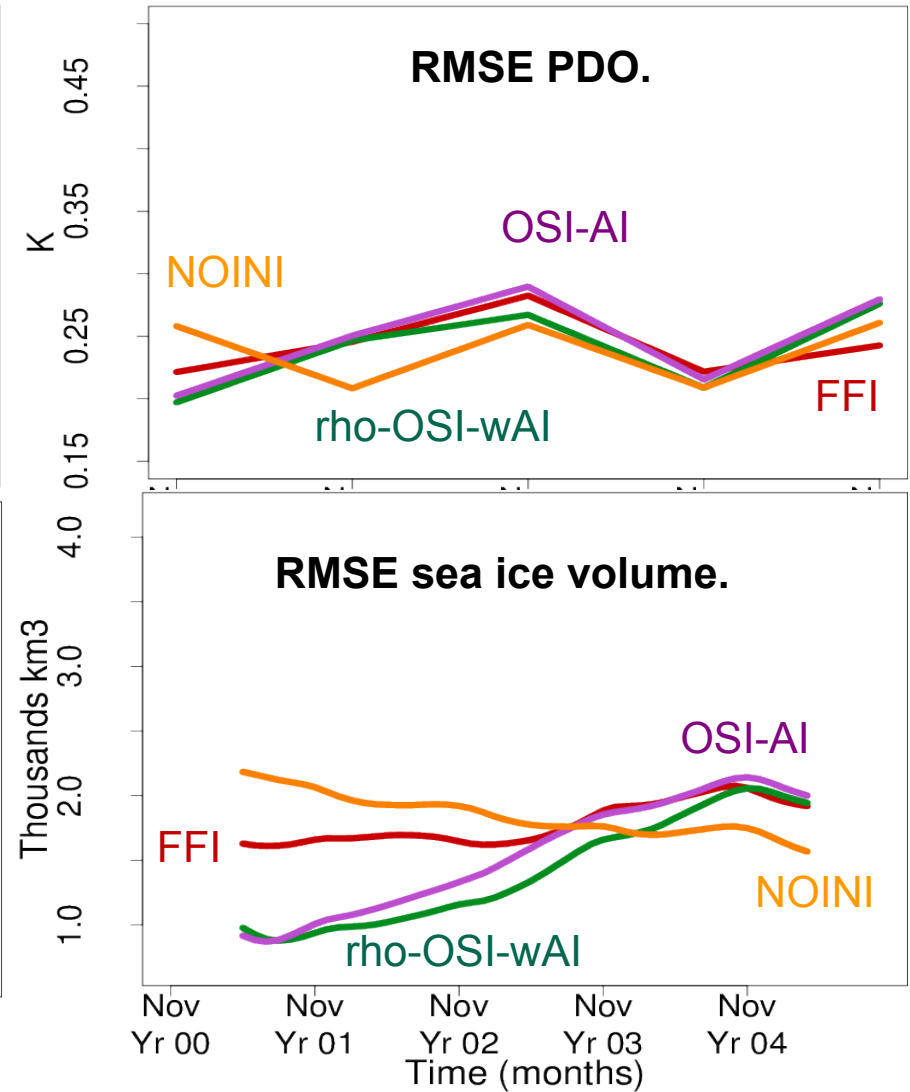 RMSE PDO.
0.45
0.35
0.25
0.15
K
OSI-AI
NOINI
rho-OSI-wAI
FFI
RMSE sea ice volume.
4.0
3.0
2.0
1.0
Thousands km3
OSI-AI
FFI
NOINI
rho-OSI-wAI
Nov Nov Nov Nov Nov
Yr 00 Yr 01 Yr 02 Yr 03 Yr 04
Time (months)